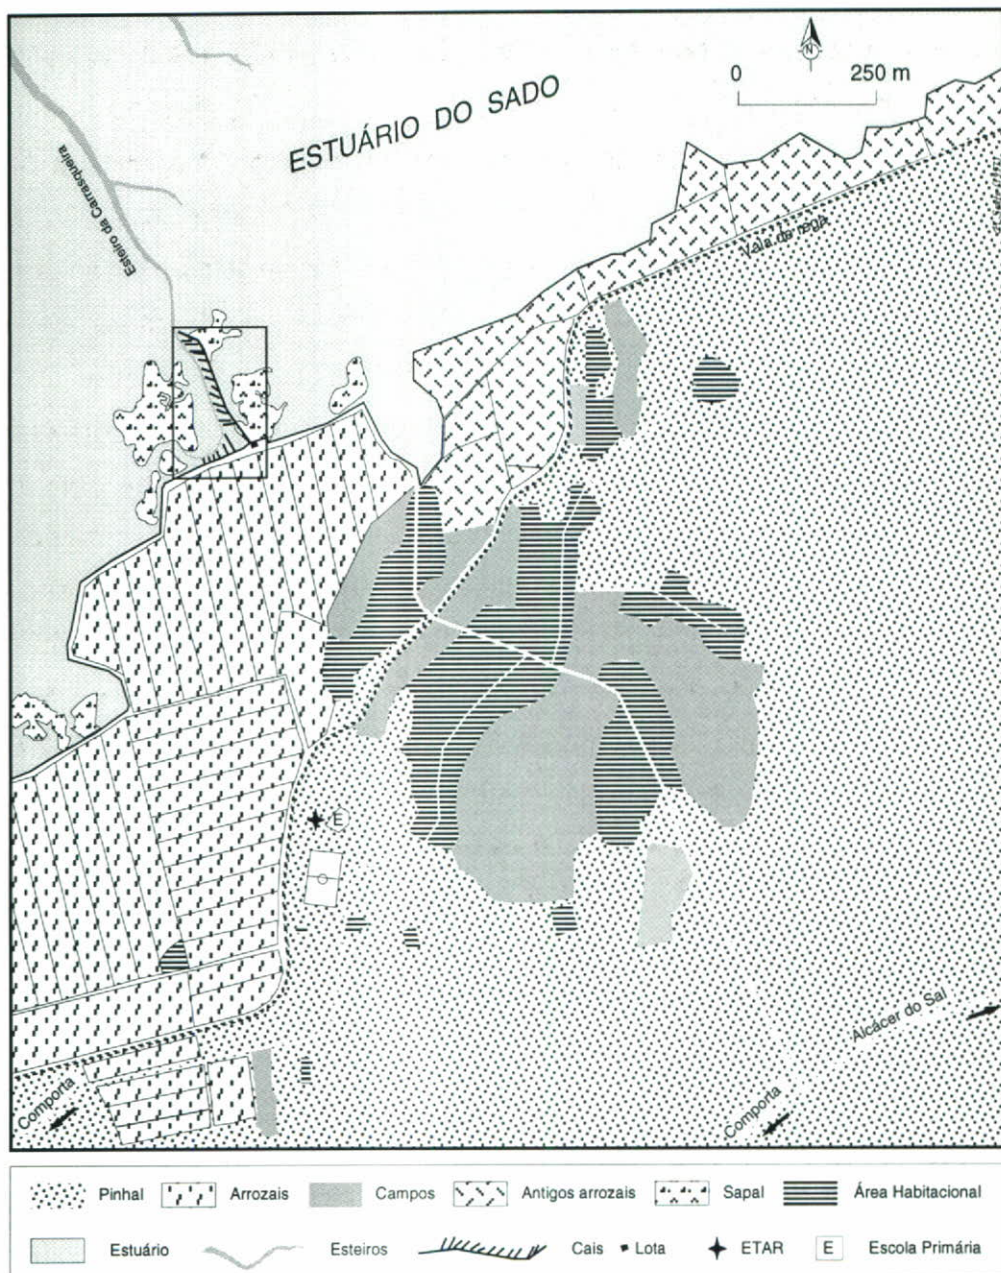 N
0 250 m
ESTUÁRIO DO SADO
Esteiro da Carrasqueira
Vala de rega
E
Alcácer do Sal
Comporta
Comporta
Pinhal Arrozais Campos Antigos arrozais Sapal Área Habitacional
Estuário Esteiros Cais Lota ETAR E Escola Primária